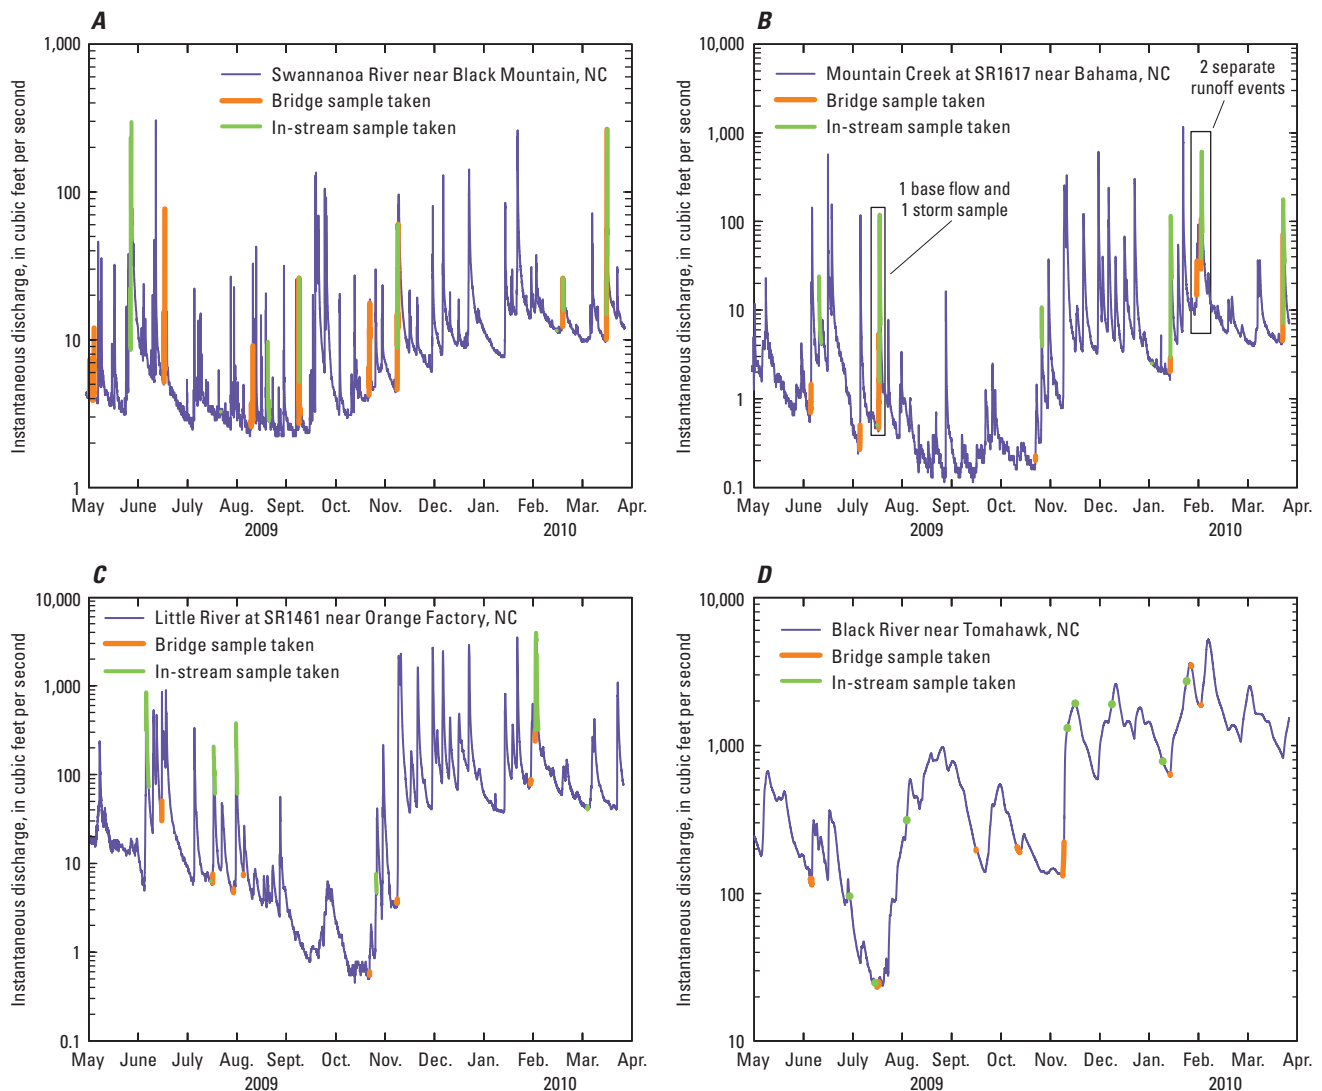 A
Instantaneous discharge, in cubic feet per second
1,000
100
10
1
Swannanoa River near Black Mountain, NC
Bridge sample taken
In-stream sample taken
May June July Aug. Sept. Oct. Nov. Dec. Jan. Feb. Mar. Apr.
2009 2010
B
Instantaneous discharge, in cubic feet per second
10,000
1,000
100
10
1
0.1
Mountain Creek at SR1617 near Bahama, NC
Bridge sample taken
In-stream sample taken
2 separate
runoff events
1 base flow and
1 storm sample
May June July Aug. Sept. Oct. Nov. Dec. Jan. Feb. Mar. Apr.
2009 2010
C
Instantaneous discharge, in cubic feet per second
10,000
1,000
100
10
1
0.1
Little River at SR1461 near Orange Factory, NC
Bridge sample taken
In-stream sample taken
May June July Aug. Sept. Oct. Nov. Dec. Jan. Feb. Mar. Apr.
2009 2010
D
Instantaneous discharge, in cubic feet per second
10,000
1,000
100
10
Black River near Tomahawk, NC
Bridge sample taken
In-stream sample taken
May June July Aug. Sept. Oct. Nov. Dec. Jan. Feb. Mar. Apr.
2009 2010